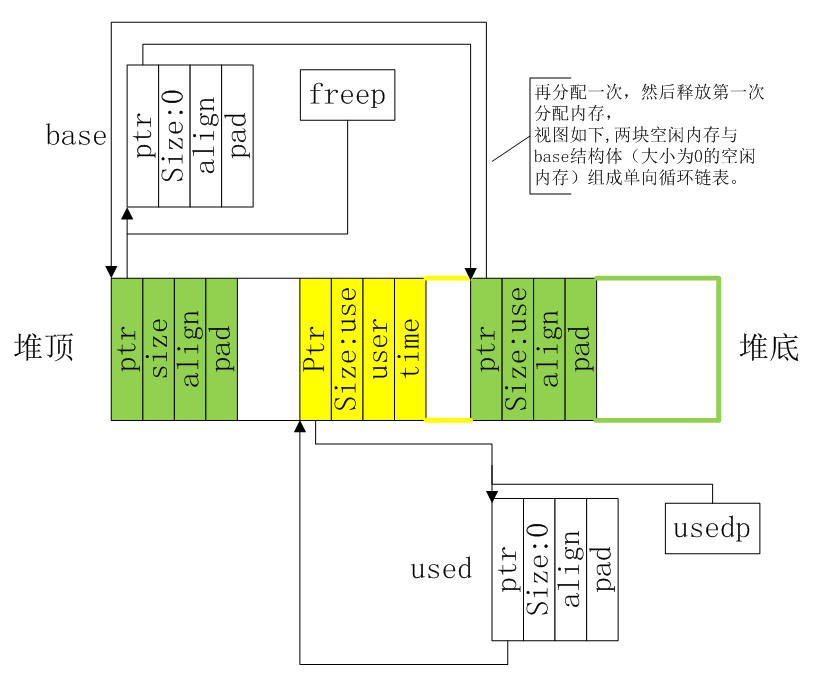 base
ptr
Size:0
align
pad
freep
再分配一次，然后释放第一次
分配内存，
视图如下,两块空闲内存与
base结构体（大小为0的空闲
内存）组成单向循环链表。
堆顶
ptr
size
align
pad
Ptr
Size:use
user
time
ptr
Size:use
align
pad
堆底
used
ptr
Size:0
align
pad
usedp